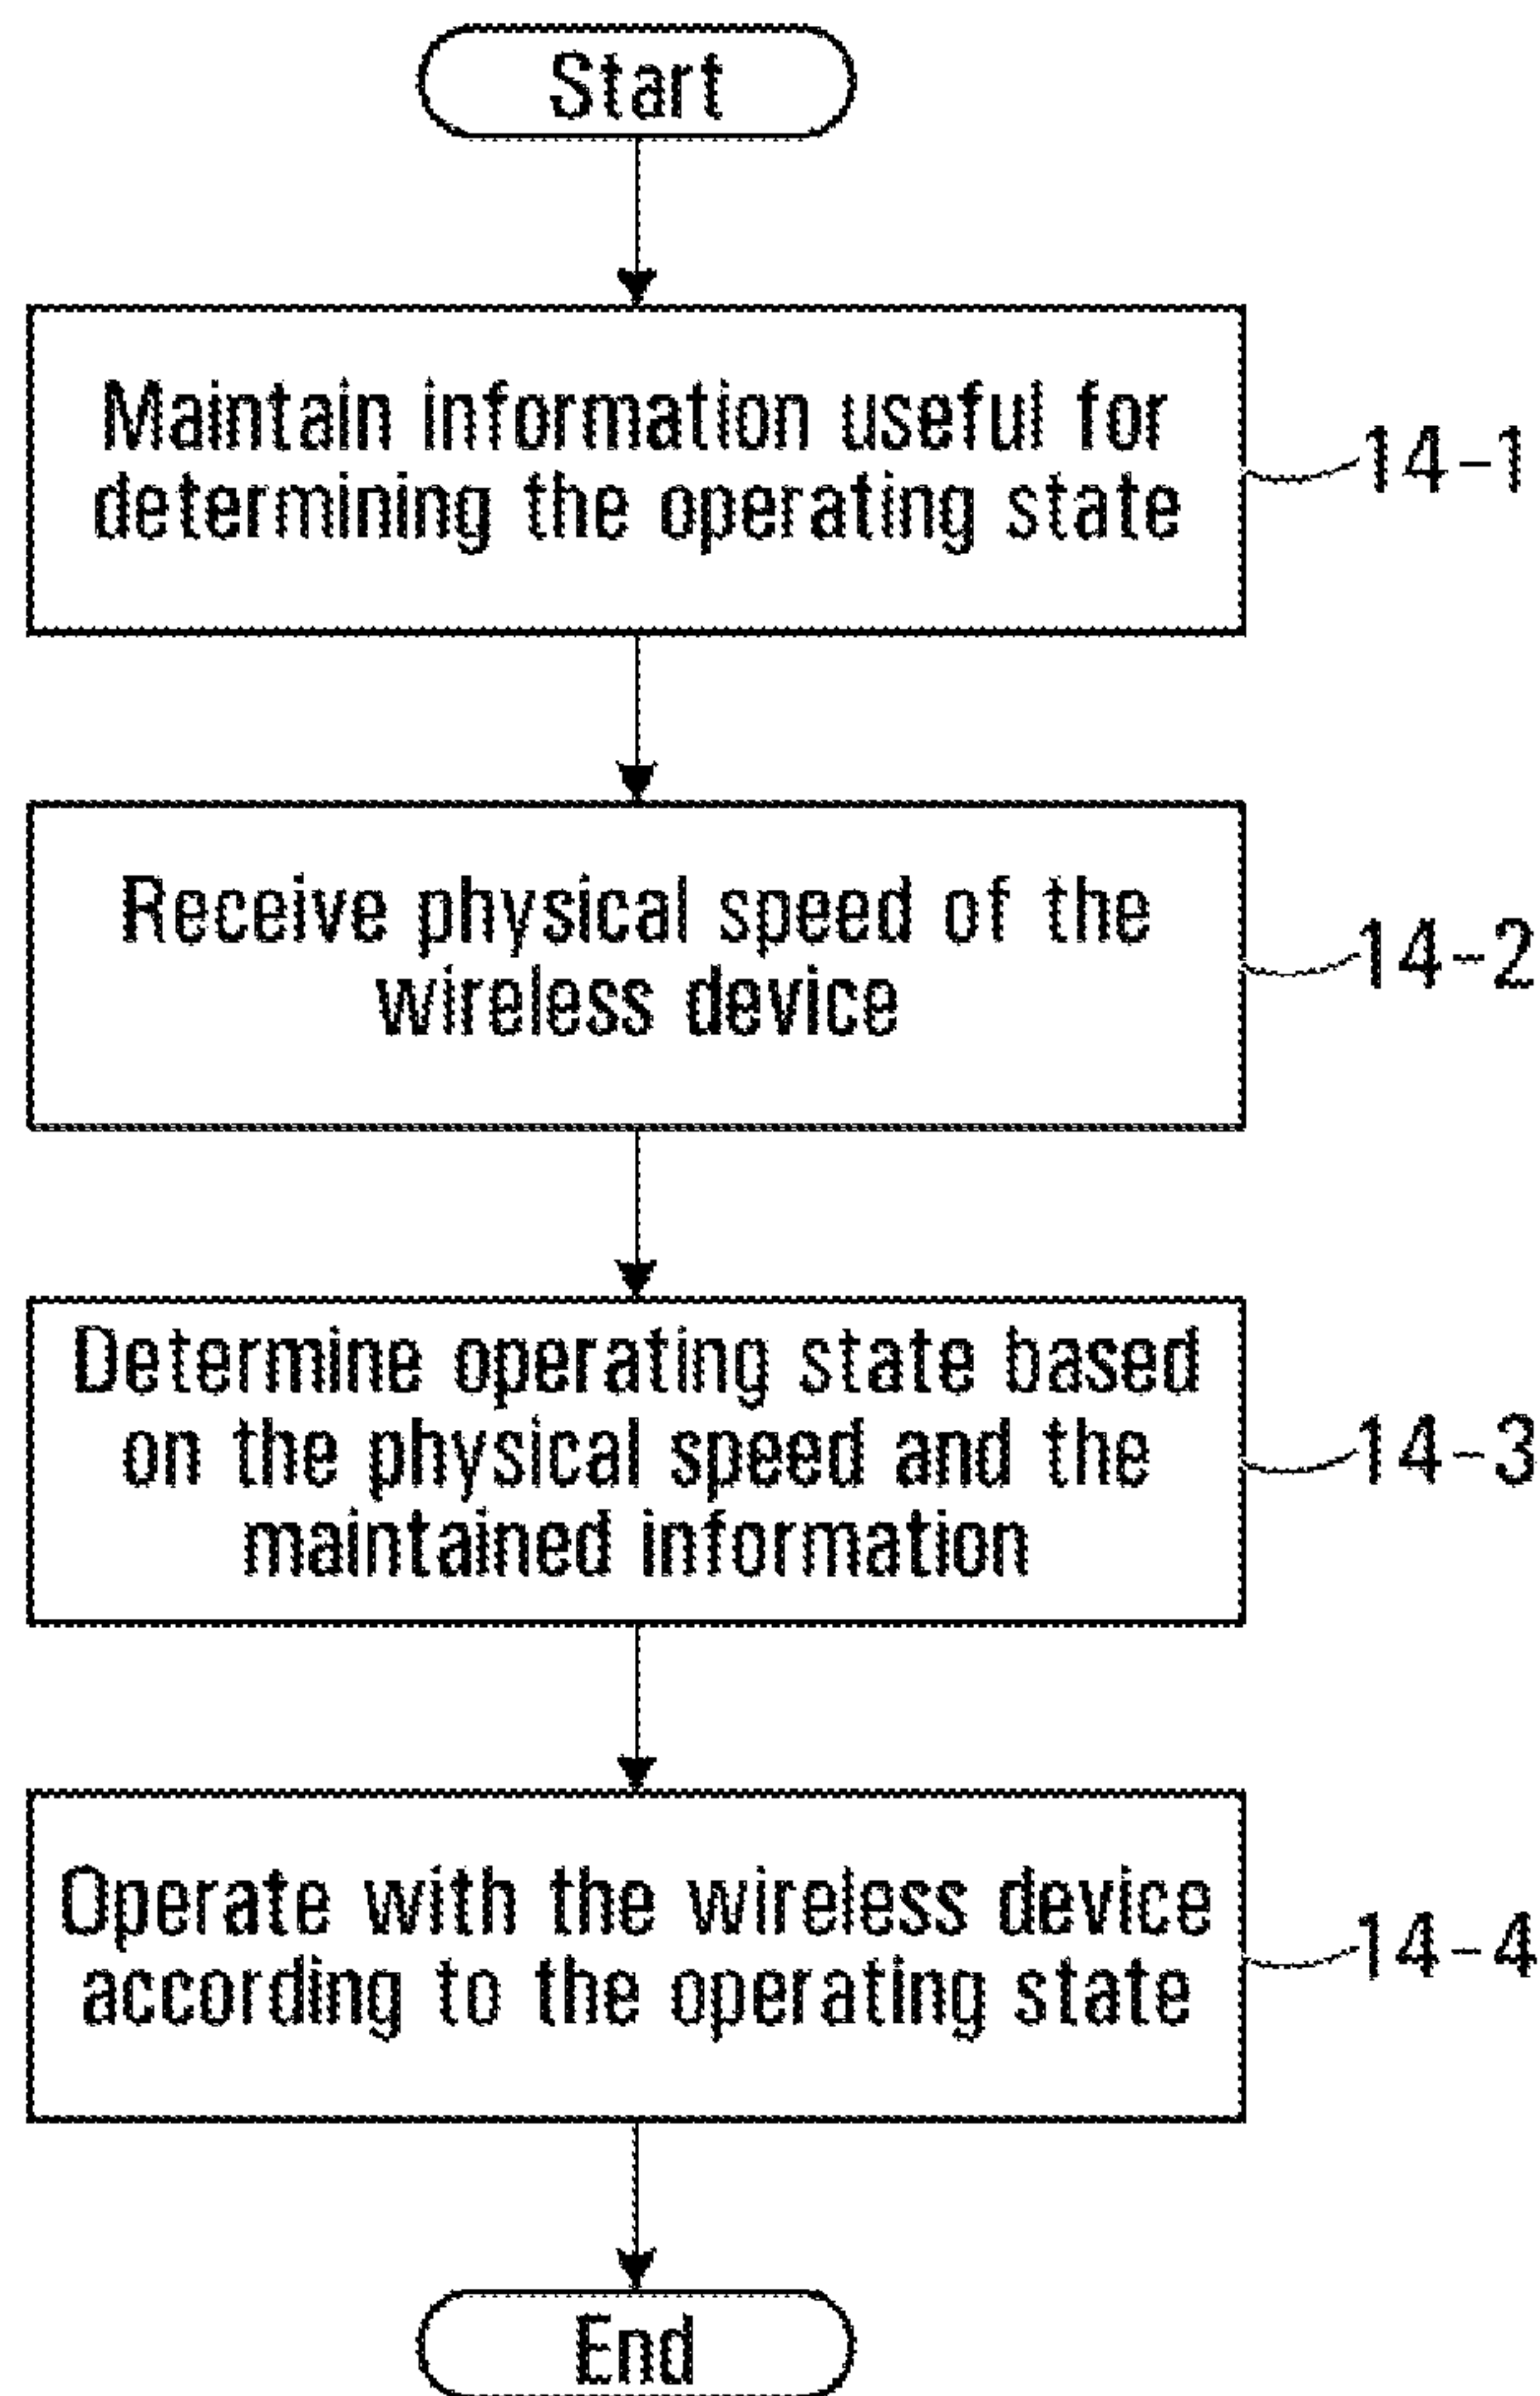 Start
Maintain information useful for
determining the operating state
14-1
Receive physical speed of the
wireless device
14-2
Determine operating state based
on the physical speed and the
maintained information
14-3
Operate with the wireless device
according to the operating state
14-4
End